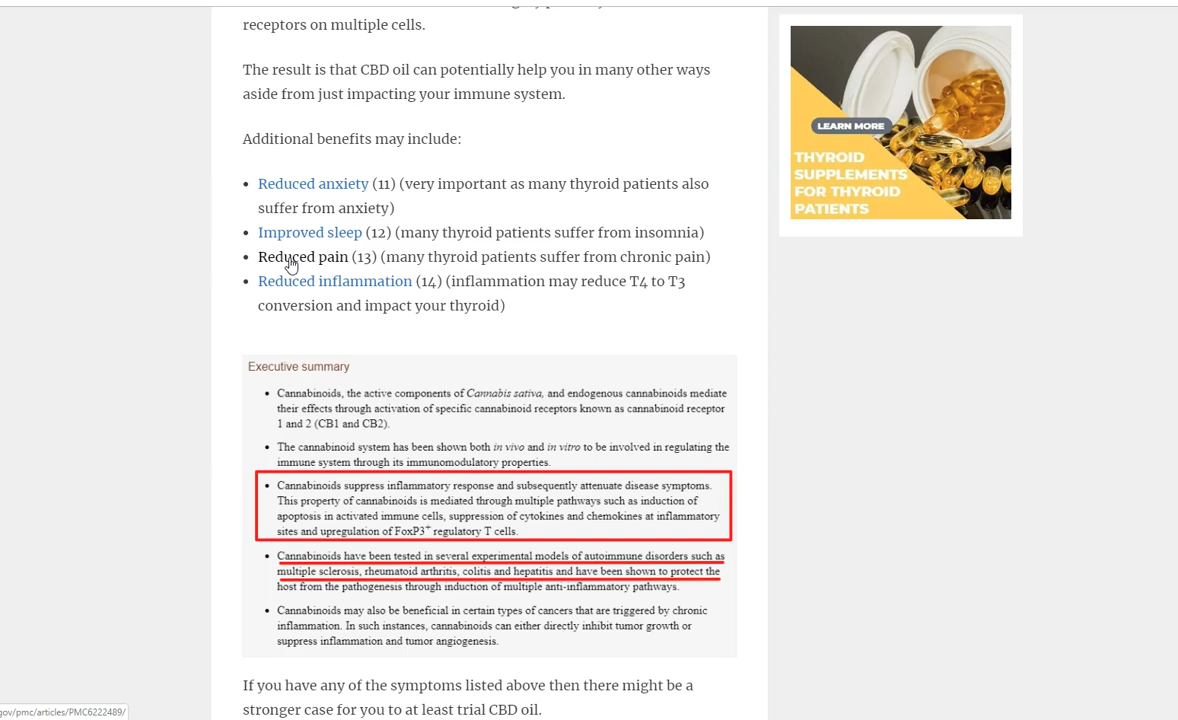 receptors on multiple cells.
The result is that CBD oil can potentially help you in many other ways
aside from just impacting your immune system.
Additional benefits may include:
• Reduced anxiety (11) (very important as many thyroid patients also
suffer from anxiety)
• Improved sleep (12) (many thyroid patients suffer from insomnia)
• Reduced pain (13) (many thyroid patients suffer from chronic pain)
• Reduced inflammation (14) (inflammation may reduce T4 to T3
conversion and impact your thyroid)
Executive summary
• Cannabinoids, the active components of Cannabis sativa, and endogenous cannabinoids mediate
their effects through activation of specific cannabinoid receptors known as cannabinoid receptor
1 and 2 (CB1 and CB2).
• The cannabinoid system has been shown both in vivo and in vitro to be involved in regulating the
immune system through its immunomodulatory properties.
• Cannabinoids suppress inflammatory response and subsequently attenuate disease symptoms.
This property of cannabinoids is mediated through multiple pathways such as induction of
apoptosis in activated immune cells, suppression of cytokines and chemokines at inflammatory
sites and upregulation of FoxP3+ regulatory T cells.
• Cannabinoids have been tested in several experimental models of autoimmune disorders such as
multiple sclerosis, rheumatoid arthritis, colitis and hepatitis and have been shown to protect the
host from the pathogenesis through induction of multiple anti-inflammatory pathways.
• Cannabinoids may also be beneficial in certain types of cancers that are triggered by chronic
inflammation. In such instances, cannabinoids can either directly inhibit tumor growth or
suppress inflammation and tumor angiogenesis.
If you have any of the symptoms listed above then there might be a
stronger case for you to at least trial CBD oil.
LEARN MORE
THYROID
SUPPLEMENTS
FOR THYROID
PATIENTS
gov/pmc/articles/PMC6222489/